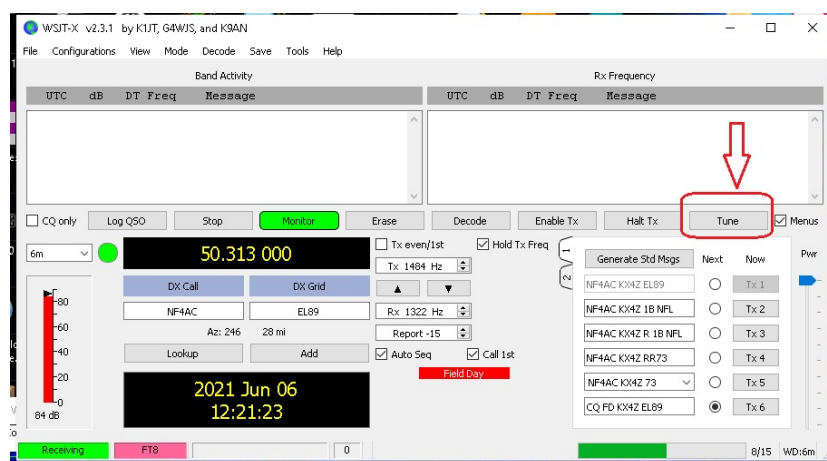 WSJT-X v2.3.1 by K1JT, G4WJS, and K9AN
File Configurations View Mode Decode Save Tools Help
Band Activity
Rx Frequency
UTC dB DT Freq Message
UTC dB DT Freq Message
CQ only Log QSO Stop Monitor Erase Decode Enable Tx Halt Tx Tune Menus
6m
50.313 000
Tx even/1st Hold Tx Freq
Tx 1484 Hz
DX Call DX Grid
NF4AC EL89
Rx 1322 Hz
Az: 246 28 mi
Report -15
Lookup Add
Auto Seq Call 1st
Field Day
2021 Jun 06
12:21:23
-80
-60
-40
-20
-0
84 dB
1
2
Generate Std Msgs Next Now Pwr
NF4AC KX4Z EL89 Tx 1
NF4AC KX4Z 1B NFL Tx 2
NF4AC KX4Z R 1B NFL Tx 3
NF4AC KX4Z RR73 Tx 4
NF4AC KX4Z 73 Tx 5
CQ FD KX4Z EL89 Tx 6
Receiving FT8 0 8/15 WD:6m